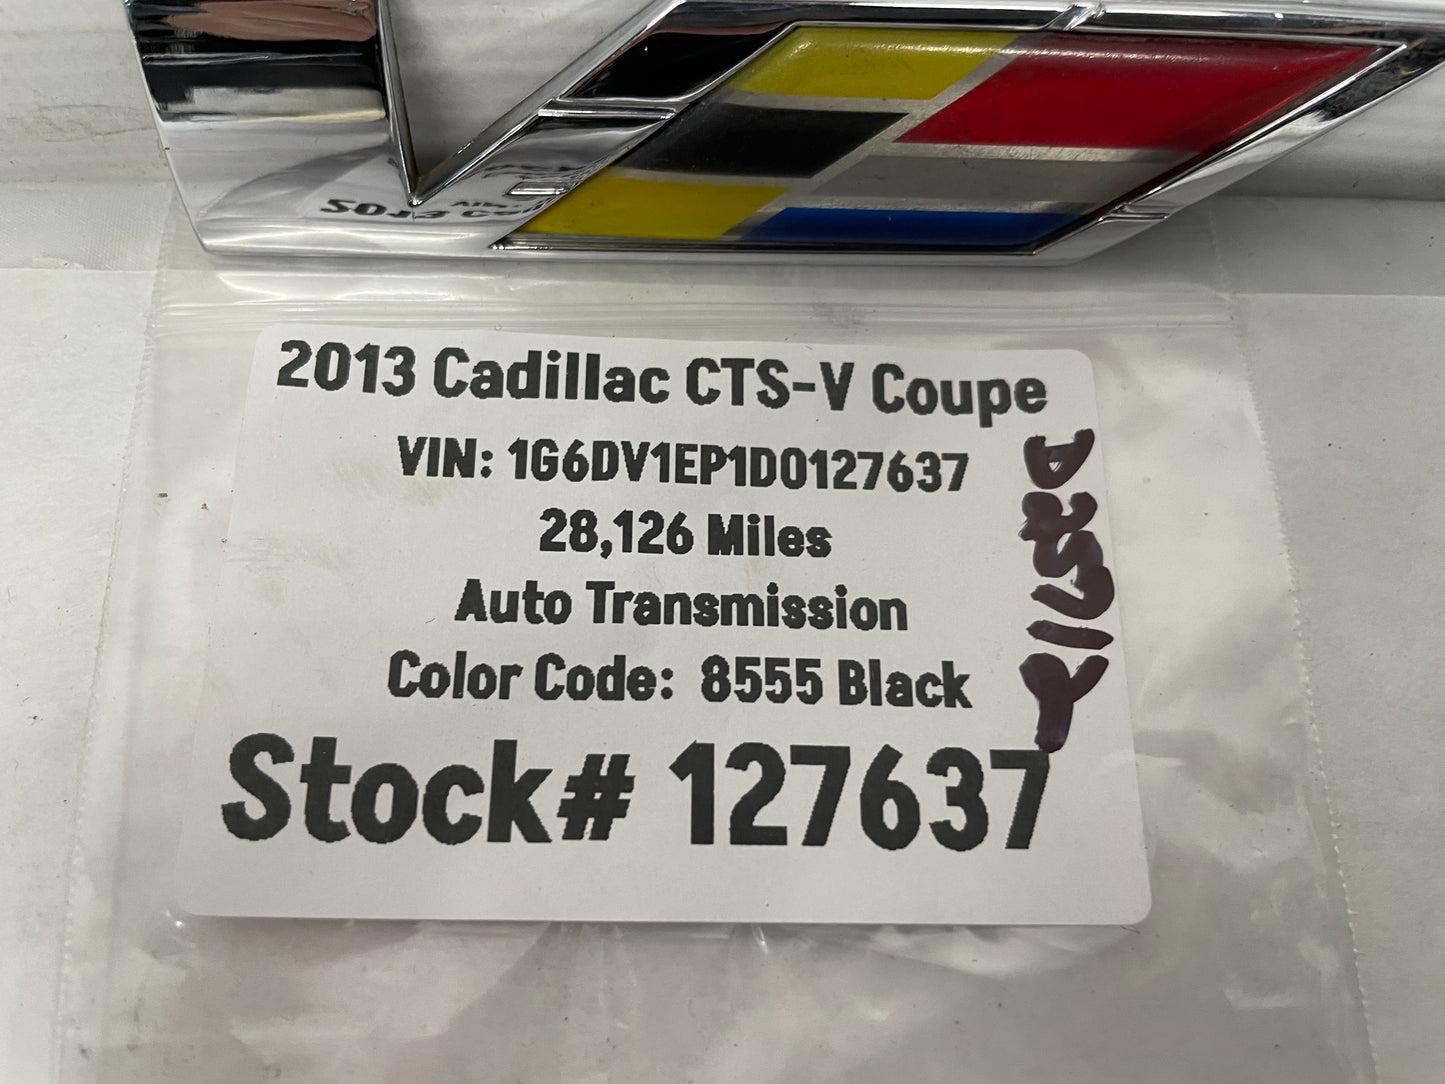 2013 Cadillac CTS-V Coupe
VIN: 1G6DV1EP1D0127637
28,126 Miles
Auto Transmission
Color Code: 8555 Black
Stock# 127637